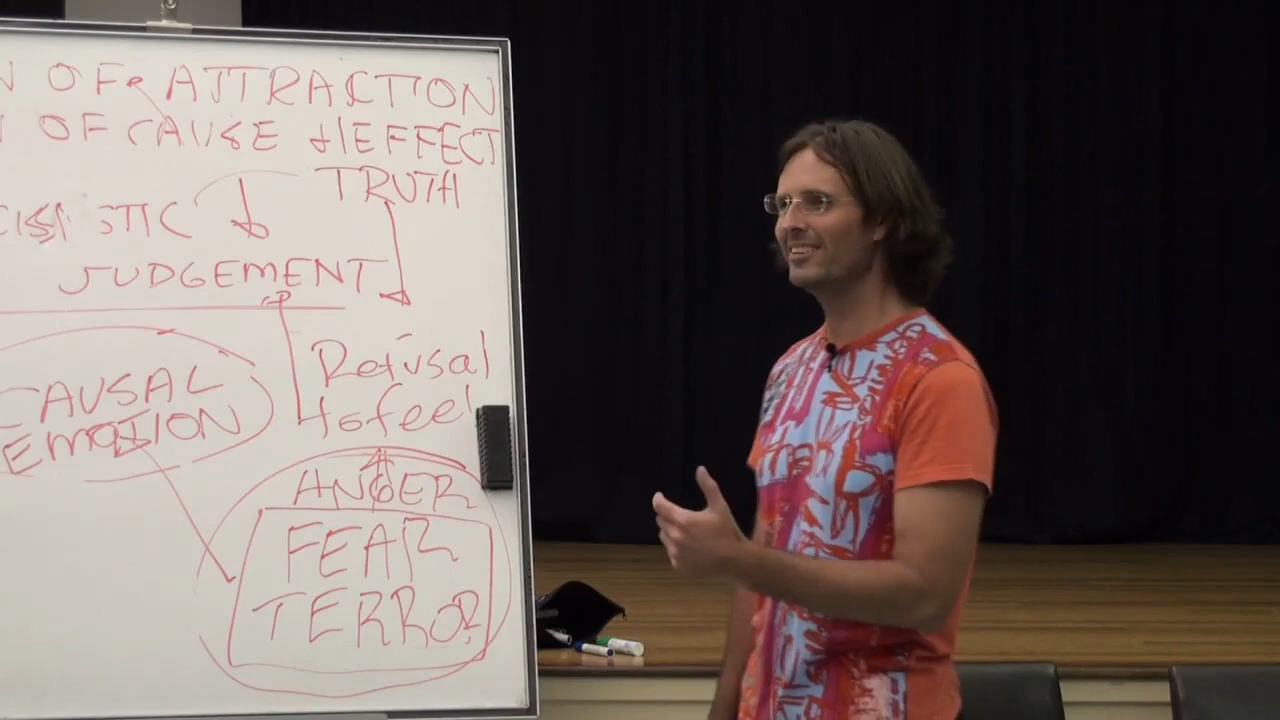 OF ATTRACTION
OF CAUSE + EFFECT
TRUTH
JUDGEMENT
Refusal
to feel
CAUSAL
EMOTION
ANGER
FEAR
TERROR